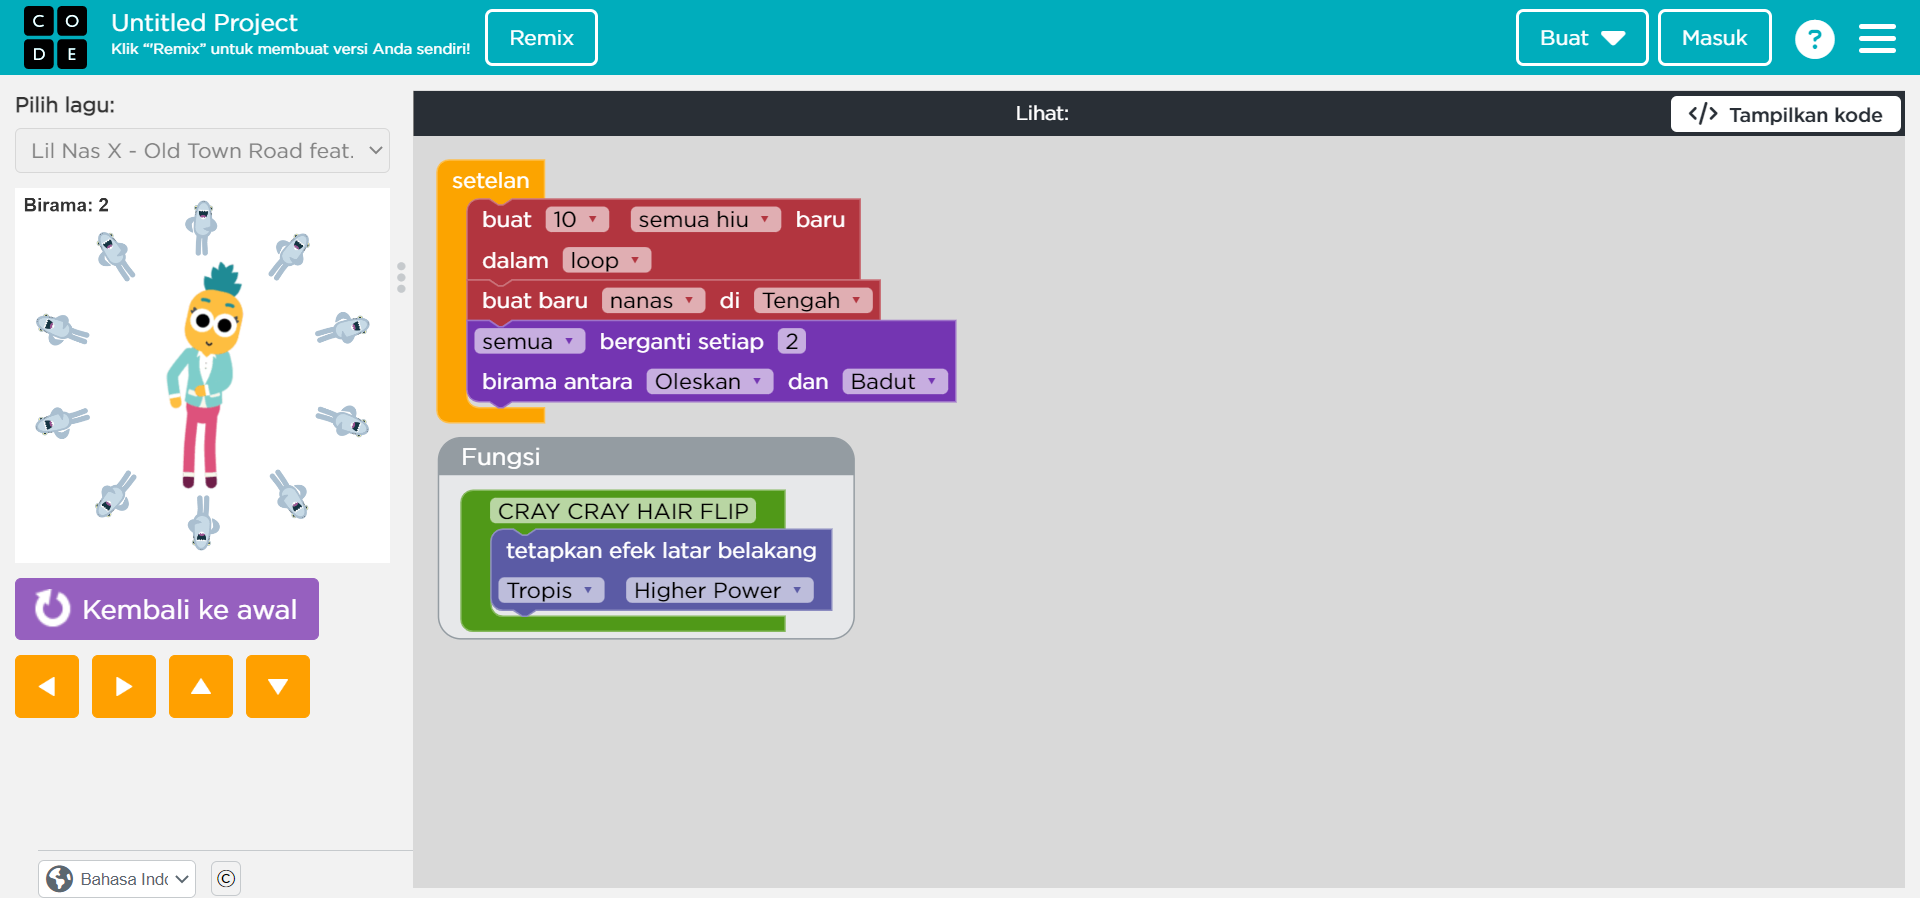 CODE
Untitled Project
Klik “'Remix” untuk membuat versi Anda sendiri!
Remix
Buat
Masuk
?
Pilih lagu:
Lil Nas X - Old Town Road feat.
Birama: 2
Kembali ke awal
Bahasa Indo
©
Lihat:
</> Tampilkan kode
setelan
buat 10 semua hiu baru
dalam loop
buat baru nanas di Tengah
semua berganti setiap 2
birama antara Oleskan dan Badut
Fungsi
CRAY CRAY HAIR FLIP
tetapkan efek latar belakang
Tropis Higher Power